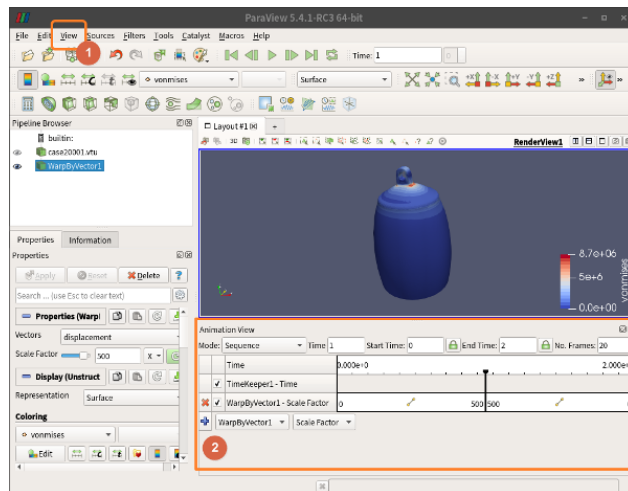 ParaView 5.4.1-RC3 64-bit
File Edit View Sources Filters Tools Catalyst Macros Help
1
Time: 1
vonmises
Surface
+X -X +Y -Y +Z
Pipeline Browser
builtin:
case20001.vtu
WarpByVector1
Layout #1
+
3D
RenderView1
Properties Information
Properties
Apply Reset Delete ?
Search ... (use Esc to clear text)
Properties (Warpl
Vectors displacement
Scale Factor 500 X
Display (Unstruct
Representation Surface
Coloring
vonmises
Edit
8.7e+06
5e+6
0.0e+00
vonmises
Animation View
Mode: Sequence Time 1 Start Time: 0 End Time: 2 No. Frames: 20
Time 0.000e+0 2.000e+
TimeKeeper1 - Time
WarpByVector1 - Scale Factor 0 500 500
WarpByVector1 Scale Factor
2